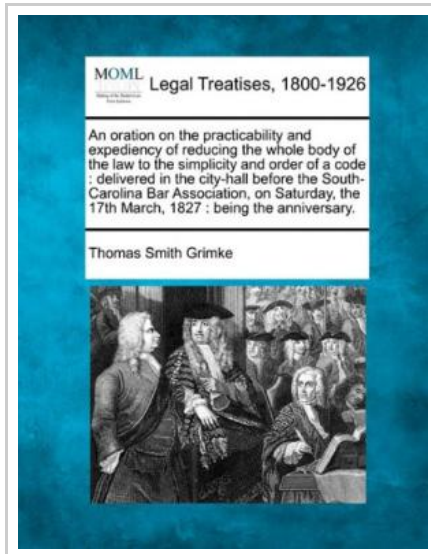 MOML
Legal Treatises, 1800-1926
An oration on the practicability and
expediency of reducing the whole body of
the law to the simplicity and order of a code
: delivered in the city-hall before the South-
Carolina Bar Association, on Saturday, the
17th March, 1827 : being the anniversary.
Thomas Smith Grimke